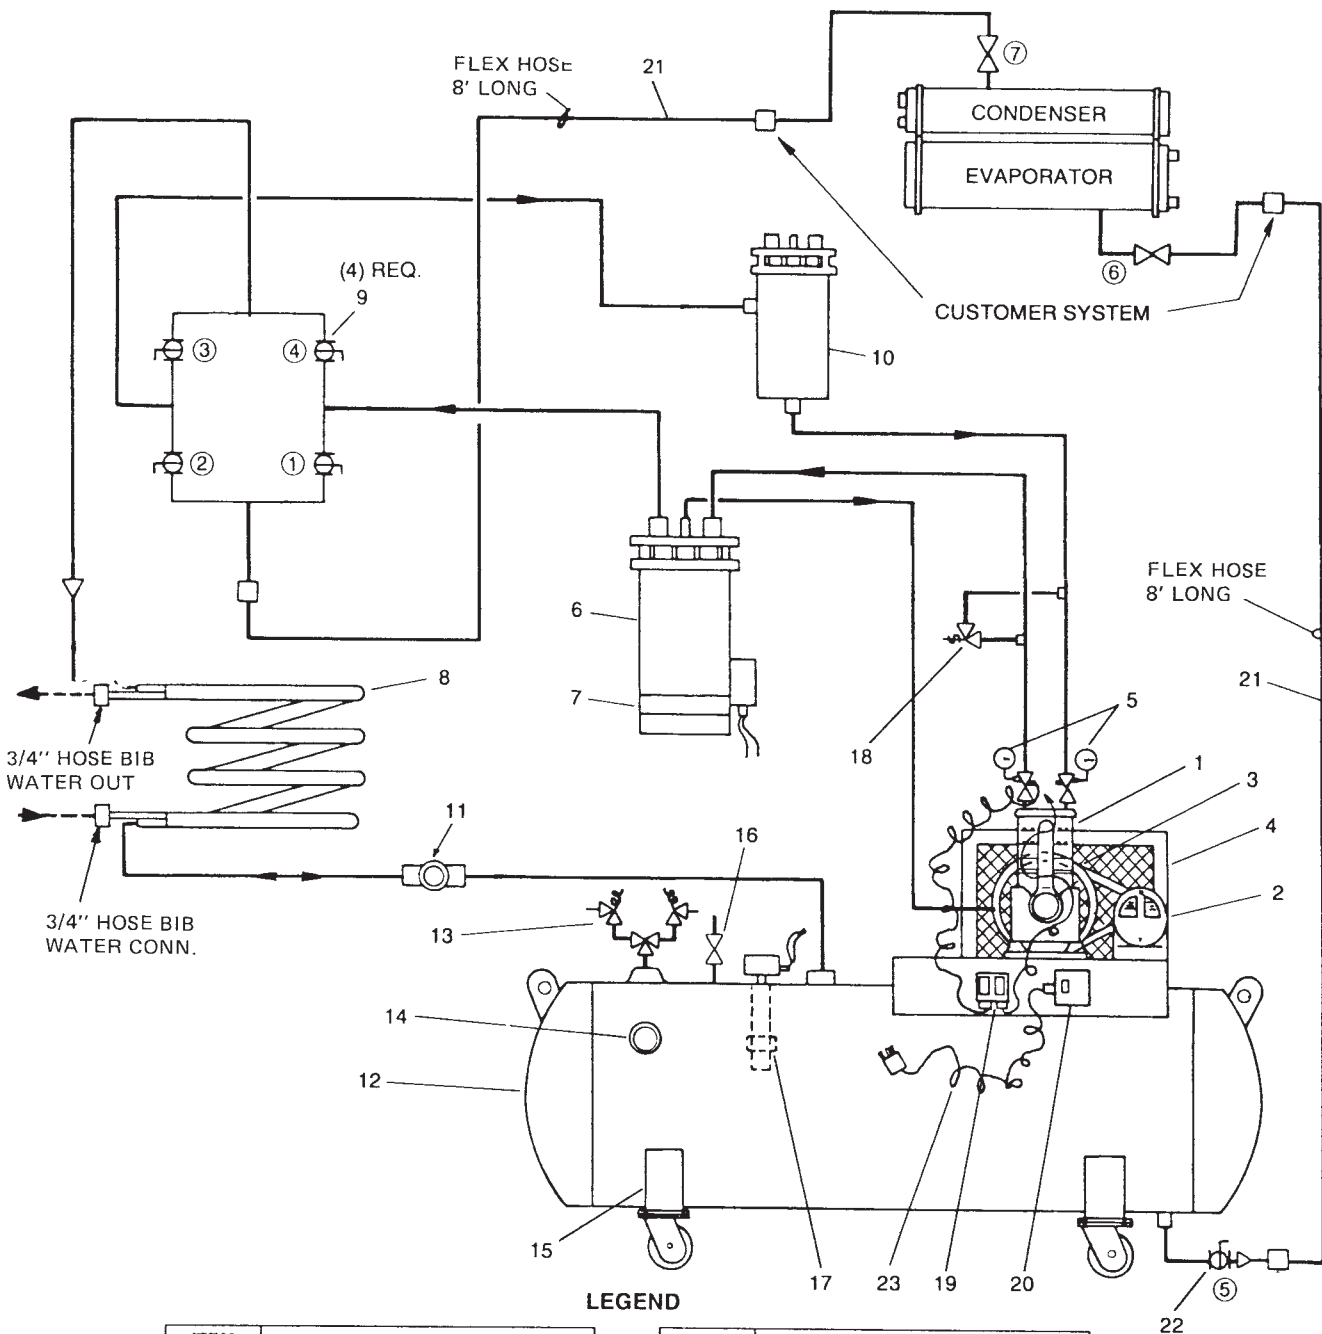 FLEX HOSE
8' LONG
21
⑦
CONDENSER
EVAPORATOR
⑥
CUSTOMER SYSTEM
(4) REQ.
9
③
④
②
①
10
6
7
FLEX HOSE
8' LONG
21
18
5
1
3
4
2
8
3/4'' HOSE BIB
WATER OUT
11
3/4'' HOSE BIB
WATER CONN.
13
16
14
12
15
17
23
19
20
⑤
22
LEGEND